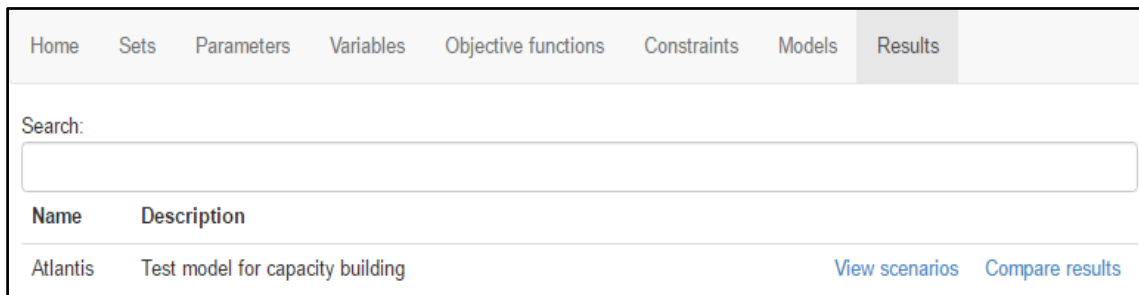 Home Sets Parameters Variables Objective functions Constraints Models Results
Search:
Name Description
Atlantis Test model for capacity building View scenarios Compare results